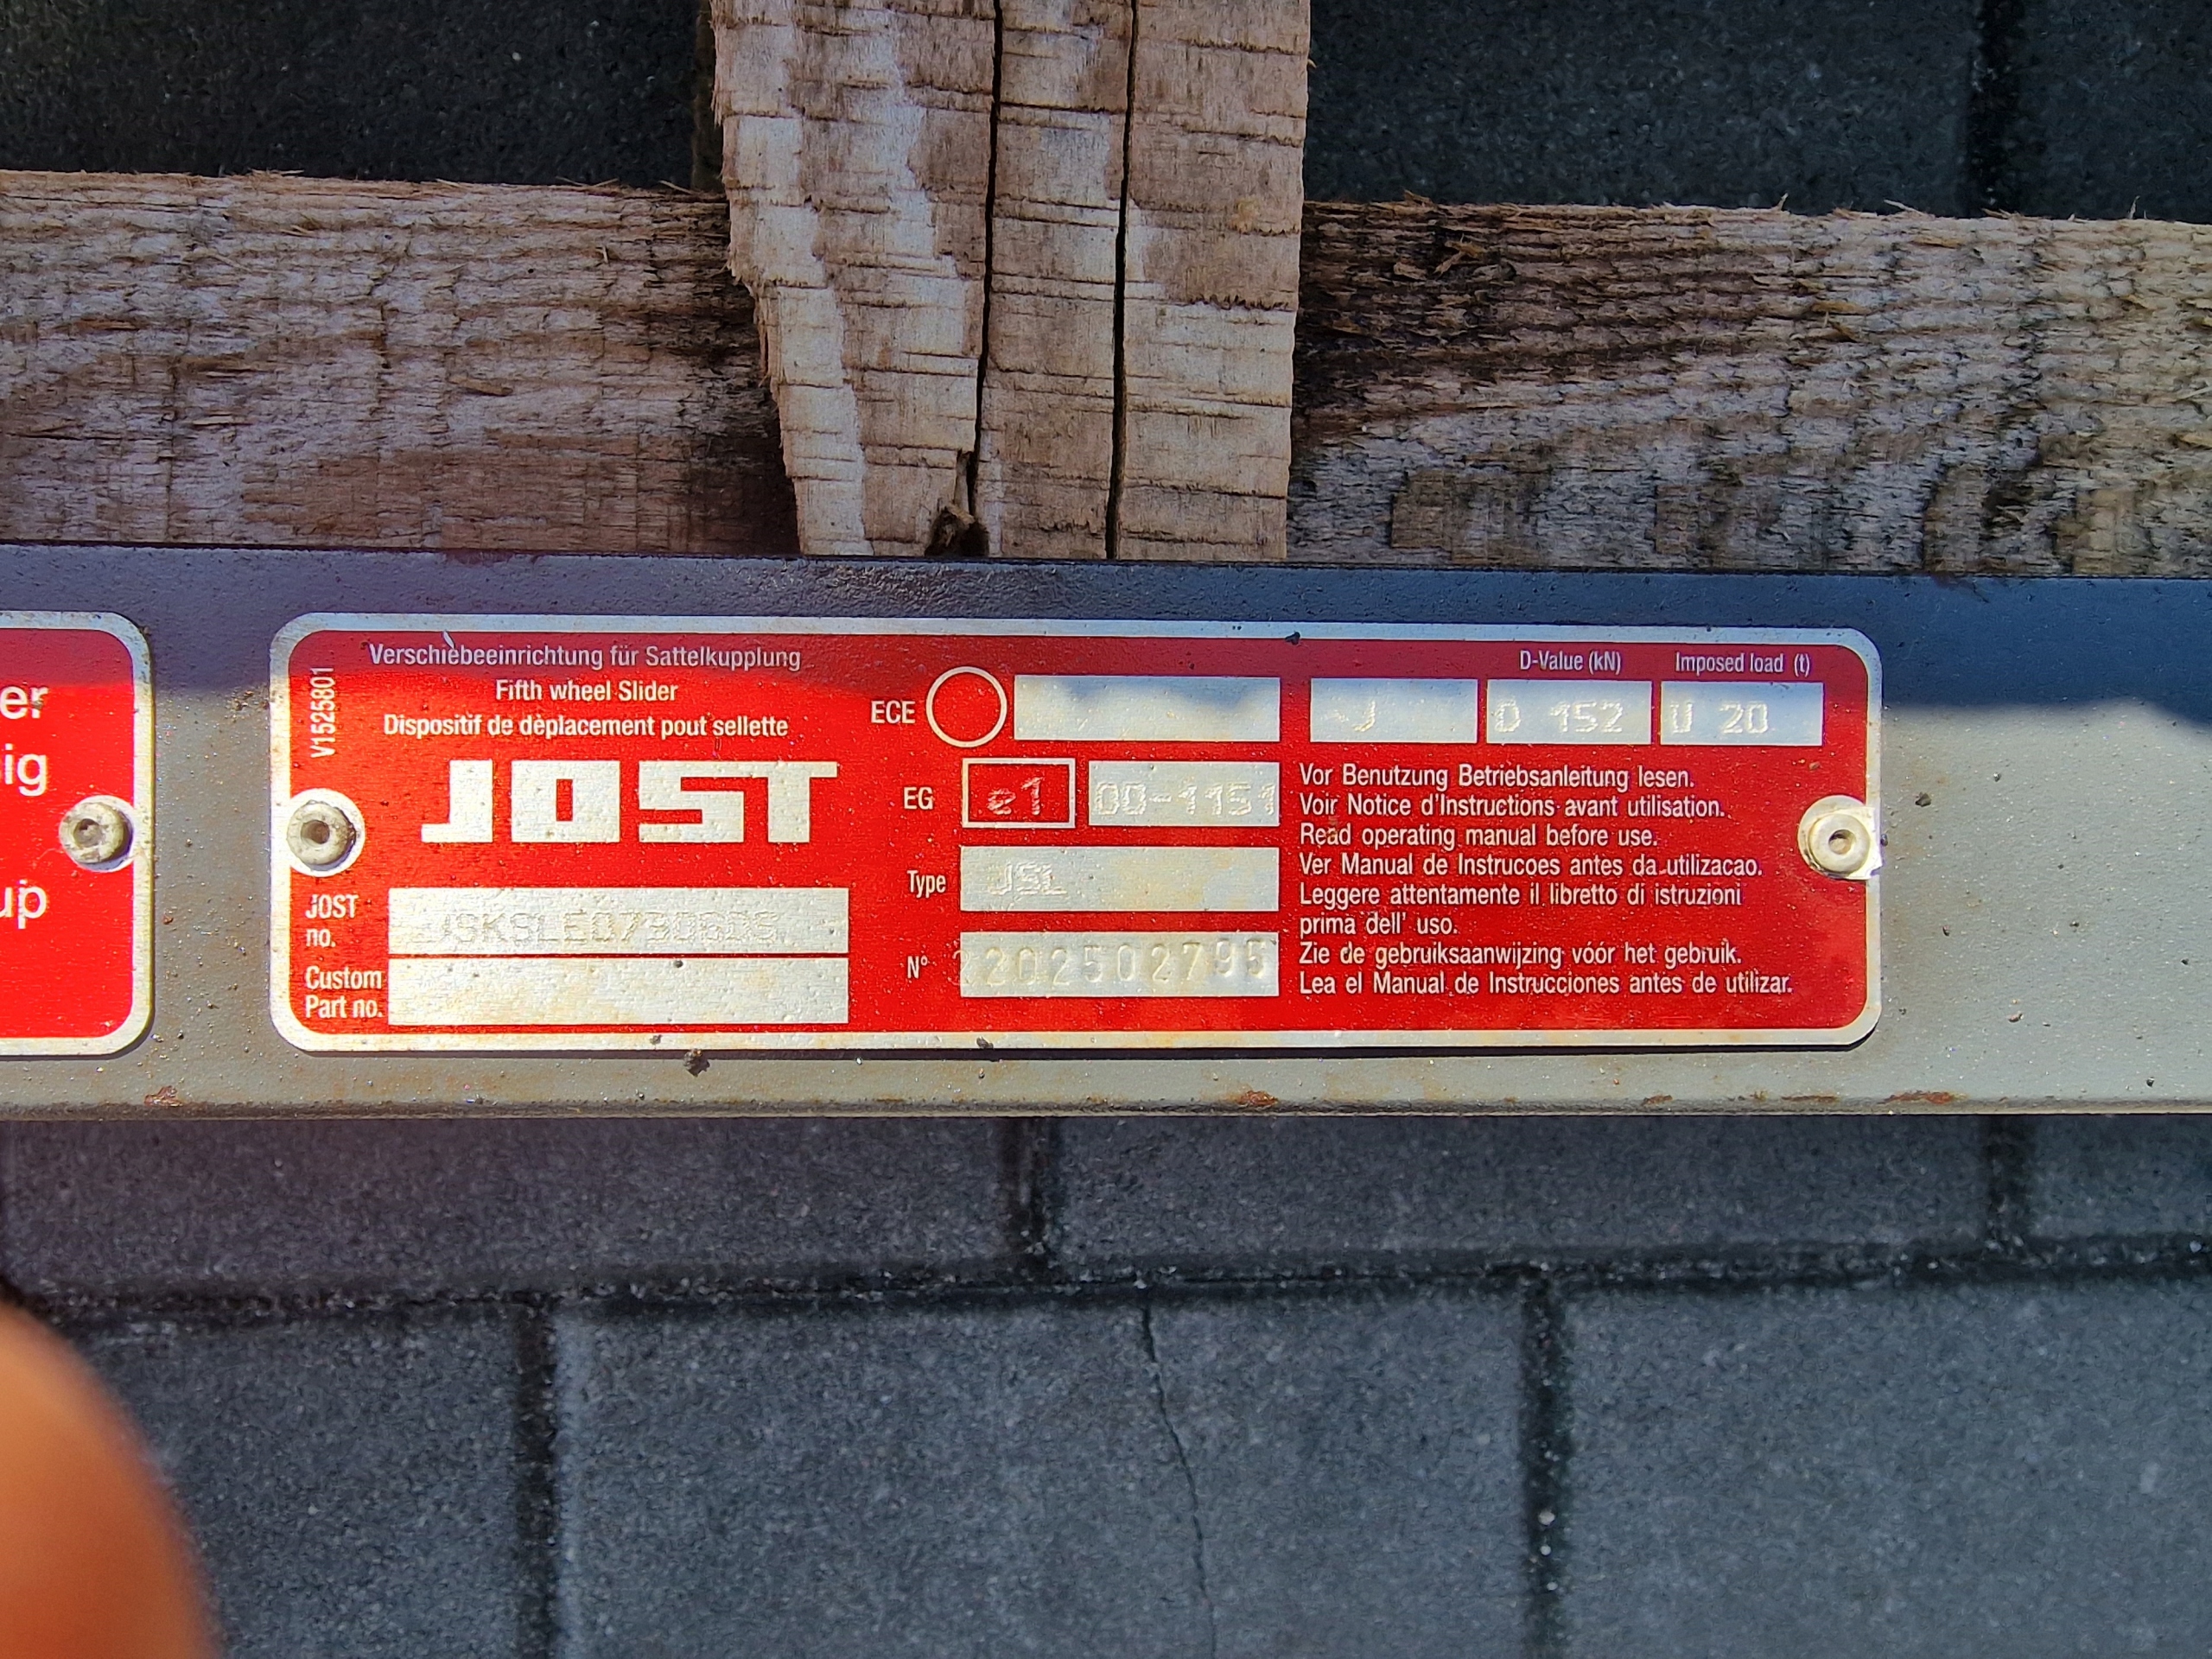 er
ig
up
V1525801
Verschiebeeinrichtung für Sattelkupplung
Fifth wheel Slider
Dispositif de dèplacement pout sellette
JOST
JOST
no.
Custom
Part no.
ECE
EG e1 00-1151
Type JSL
N° 202502795
D-Value (kN) Imposed load (t)
J D 152 U 20
Vor Benutzung Betriebsanleitung lesen.
Voir Notice d'Instructions avant utilisation.
Read operating manual before use.
Ver Manual de Instrucoes antes da utilizacao.
Leggere attentamente il libretto di istruzioni
prima dell' uso.
Zie de gebruiksaanwijzing vóór het gebruik.
Lea el Manual de Instrucciones antes de utilizar.